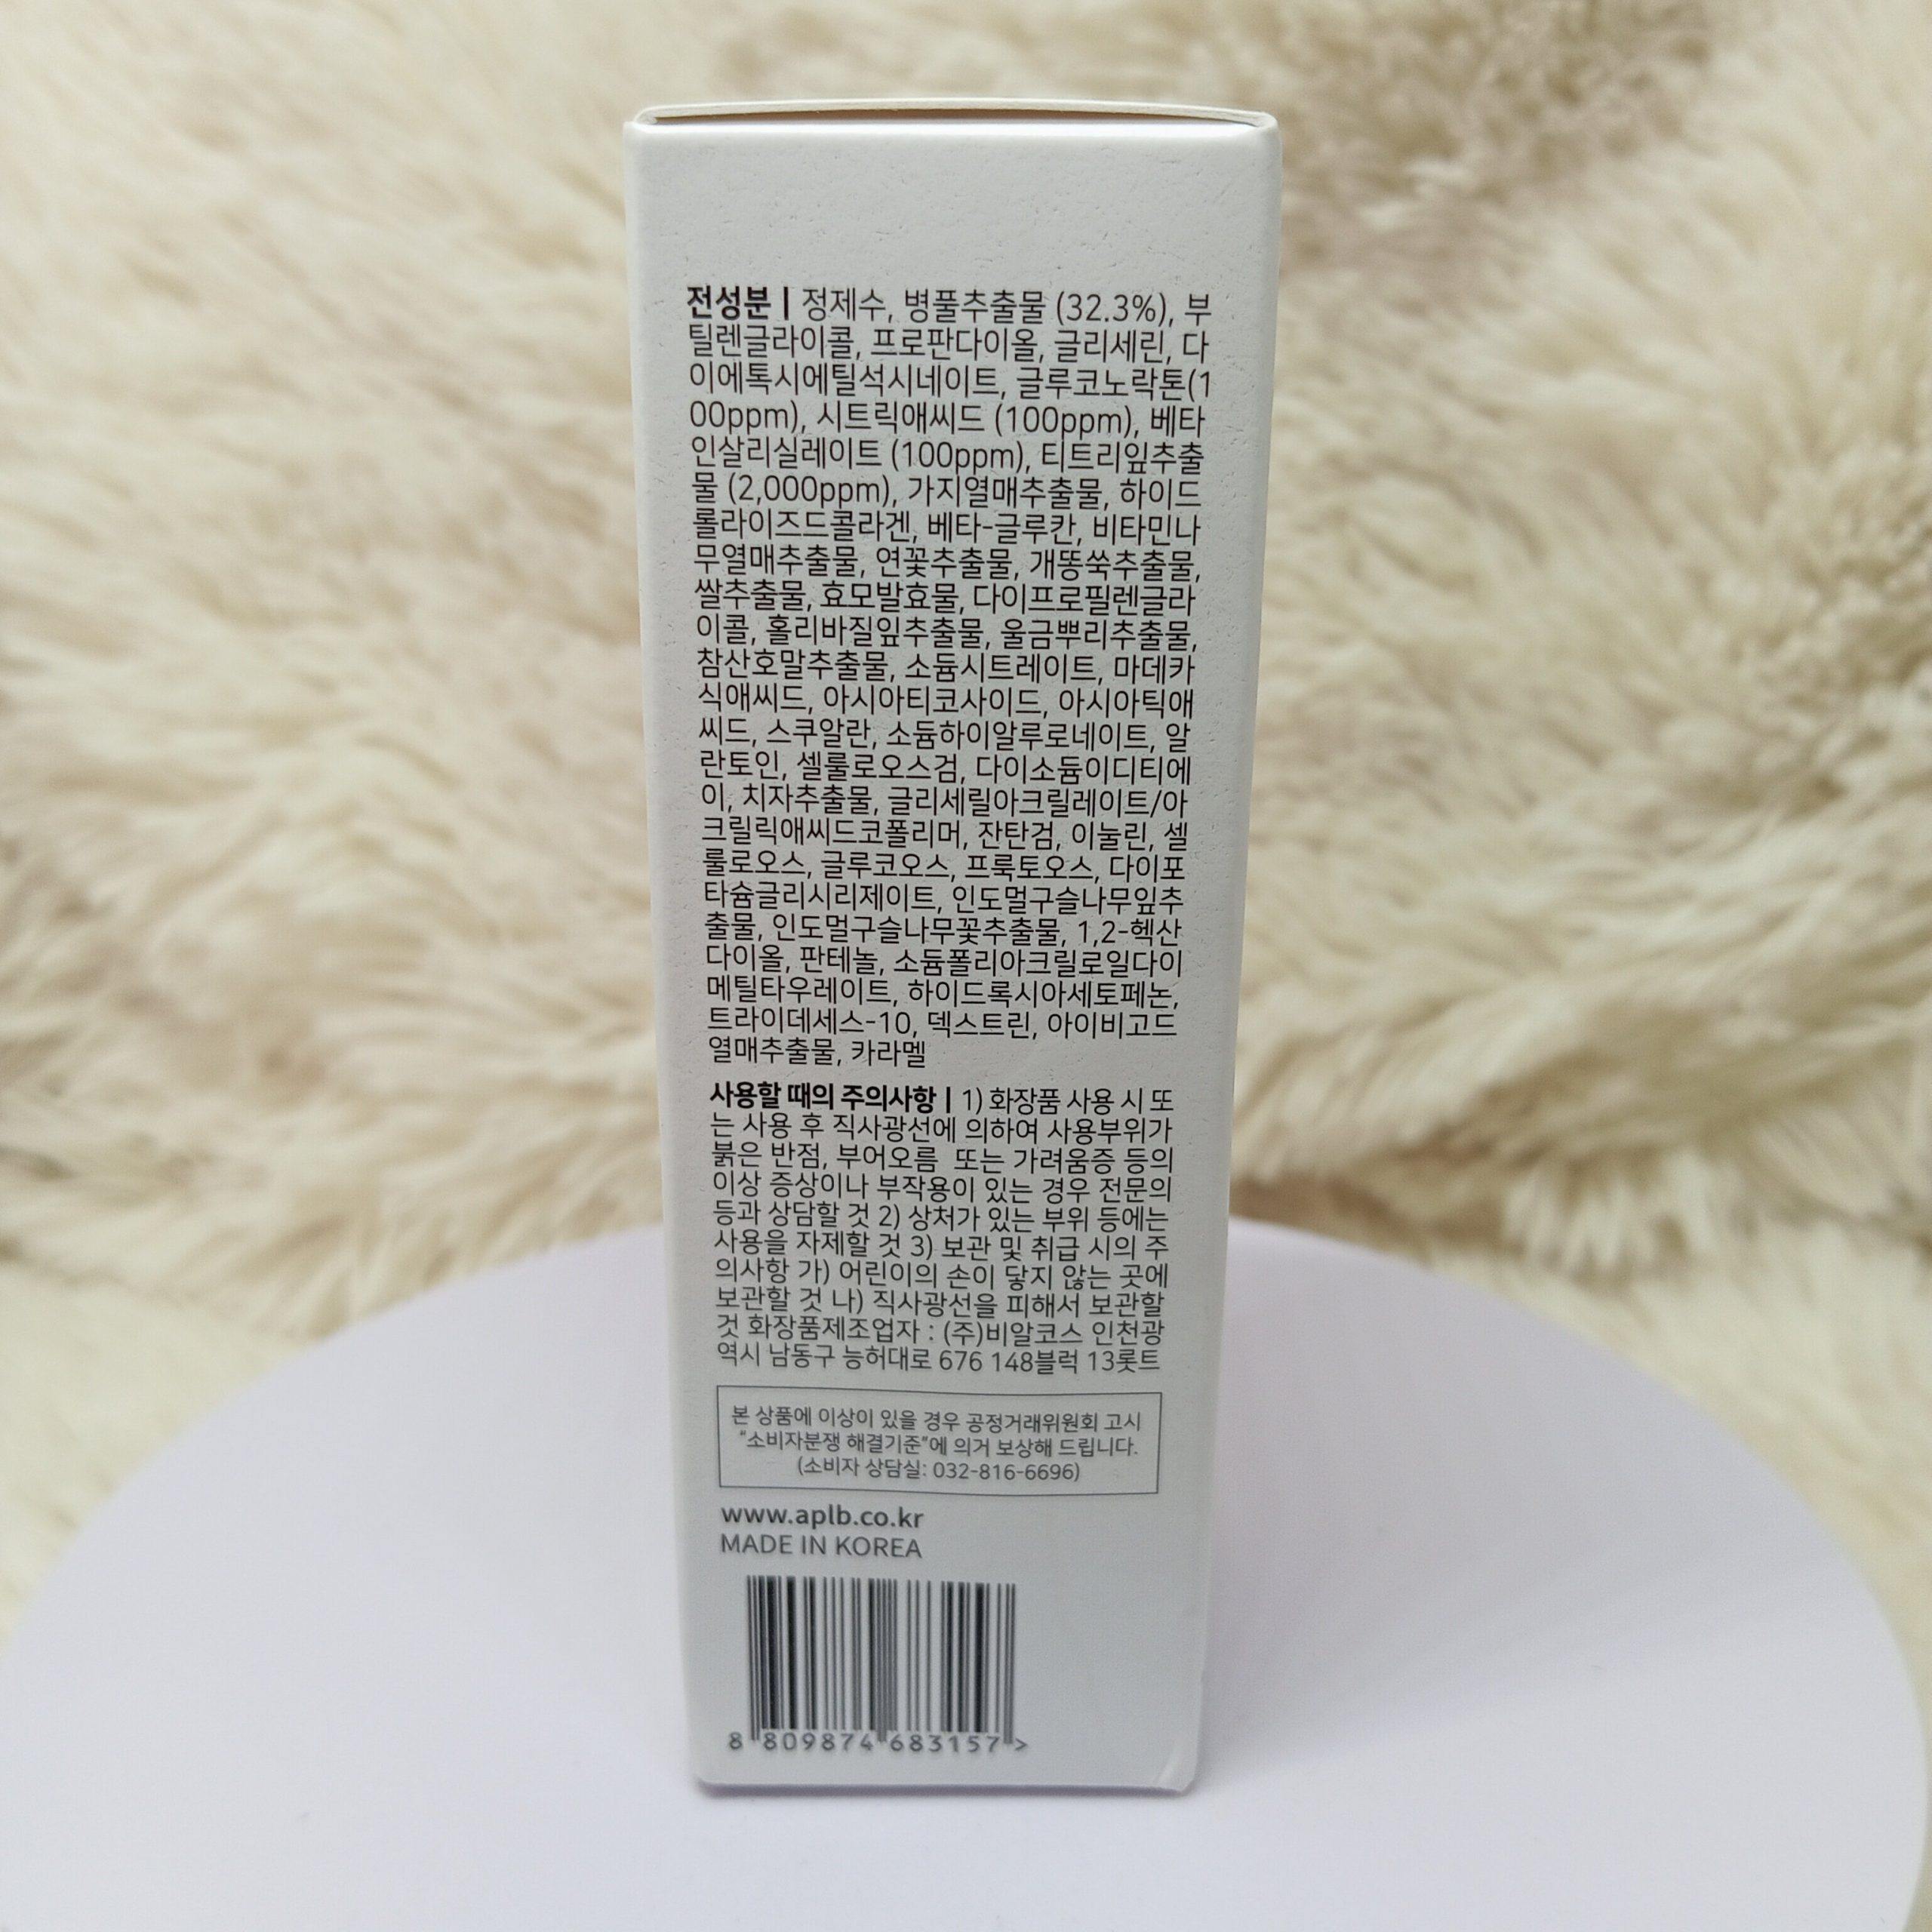 전성분 | 정제수, 병풀추출물 (32.3%), 부
틸렌글라이콜, 프로판다이올, 글리세린, 다
이에톡시에틸석시네이트, 글루코노락톤(1
00ppm), 시트릭애씨드 (100ppm), 베타
인살리실레이트 (100ppm), 티트리잎추출
물 (2,000ppm), 가지열매추출물, 하이드
롤라이즈드콜라겐, 베타-글루칸, 비타민나
무열매추출물, 연꽃추출물, 개똥쑥추출물,
쌀추출물, 효모발효물, 다이프로필렌글라
이콜, 홀리바질잎추출물, 울금뿌리추출물,
참산호말추출물, 소듐시트레이트, 마데카
식애씨드, 아시아티코사이드, 아시아틱애
씨드, 스쿠알란, 소듐하이알루로네이트, 알
란토인, 셀룰로오스검, 다이소듐이디티에
이, 치자추출물, 글리세릴아크릴레이트/아
크릴릭애씨드코폴리머, 잔탄검, 이눌린, 셀
룰로오스, 글루코오스, 프룩토오스, 다이포
타슘글리시리제이트, 인도멀구슬나무잎추
출물, 인도멀구슬나무꽃추출물, 1,2-헥산
다이올, 판테놀, 소듐폴리아크릴로일다이
메틸타우레이트, 하이드록시아세토페논,
트라이데세스-10, 덱스트린, 아이비고드
열매추출물, 카라멜
사용할 때의 주의사항 | 1) 화장품 사용 시 또
는 사용 후 직사광선에 의하여 사용부위가
붉은 반점, 부어오름 또는 가려움증 등의
이상 증상이나 부작용이 있는 경우 전문의
등과 상담할 것 2) 상처가 있는 부위 등에는
사용을 자제할 것 3) 보관 및 취급 시의 주
의사항 가) 어린이의 손이 닿지 않는 곳에
보관할 것 나) 직사광선을 피해서 보관할
것 화장품제조업자 : (주)비알코스 인천광
역시 남동구 능허대로 676 148블럭 13롯트
본 상품에 이상이 있을 경우 공정거래위원회 고시
“소비자분쟁 해결기준”에 의거 보상해 드립니다.
(소비자 상담실: 032-816-6696)
www.aplb.co.kr
MADE IN KOREA
8 809874 683157 >